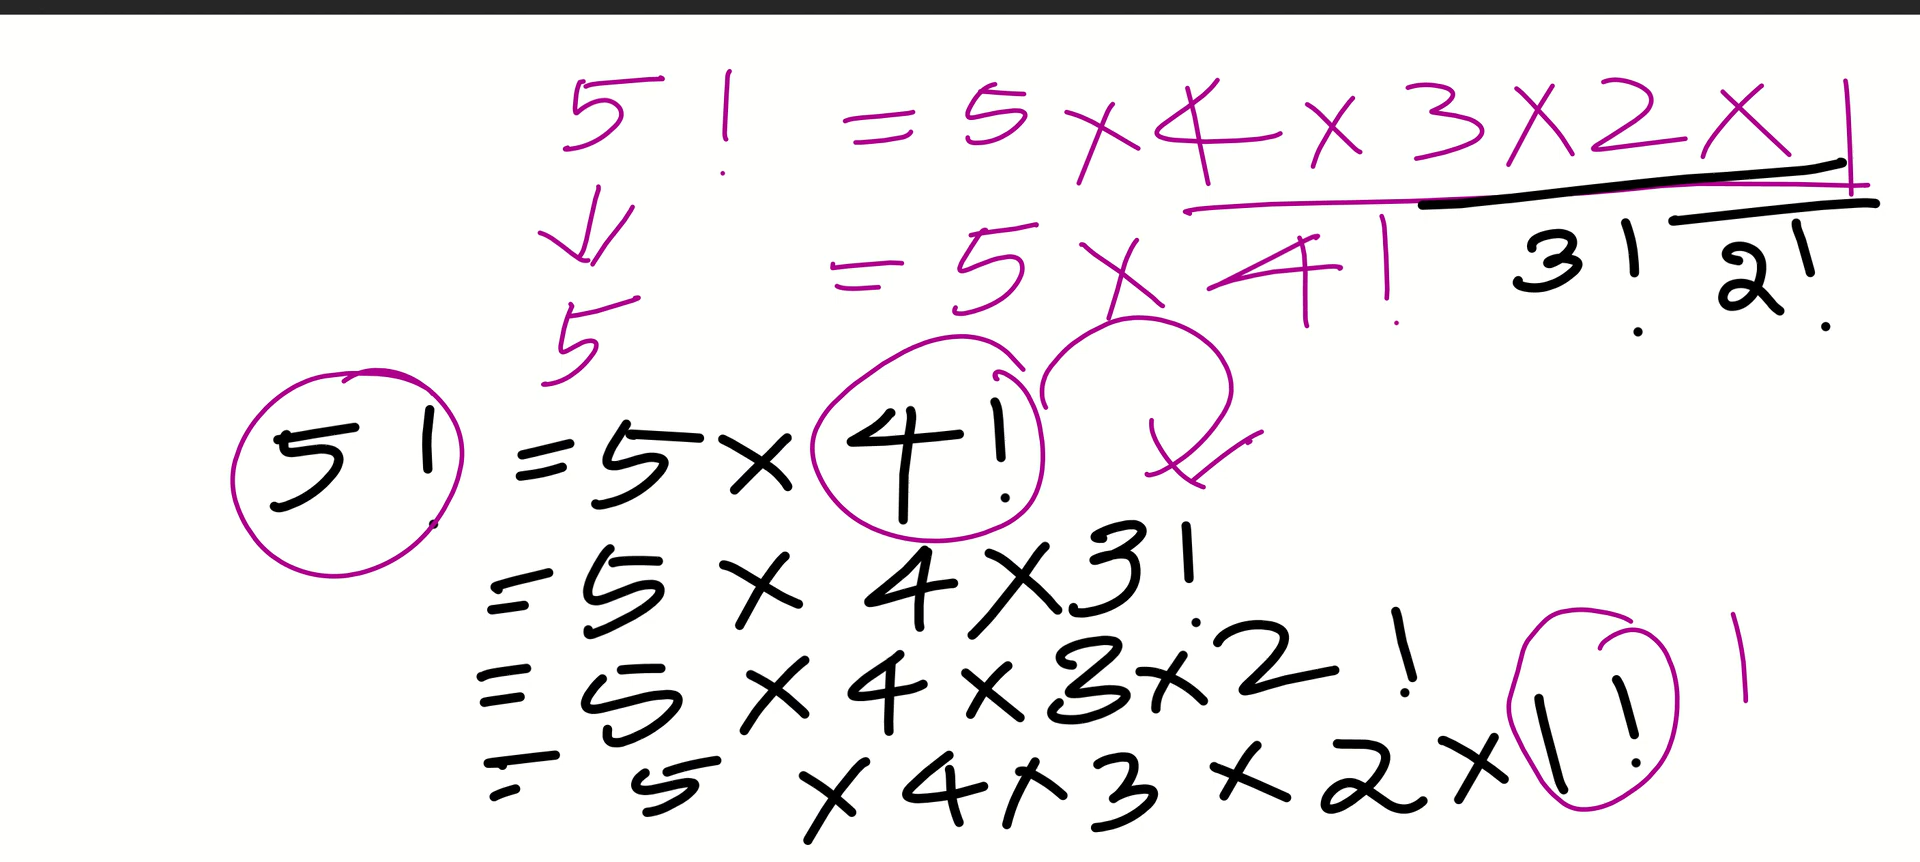 5! = 5 × 4 × 3 × 2 × 1
= 5 × 4! 3! 2!
5
5! = 5 × 4!
= 5 × 4 × 3!
= 5 × 4 × 3 × 2!
= 5 × 4 × 3 × 2 × 1! 1